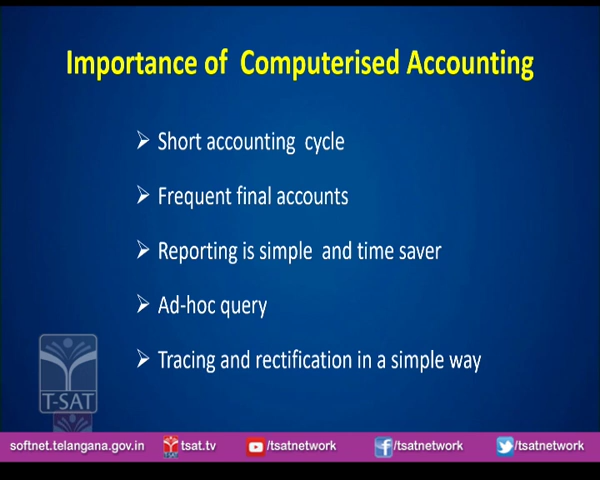 Importance of Computerised Accounting
Short accounting cycle
Frequent final accounts
Reporting is simple and time saver
Ad-hoc query
Tracing and rectification in a simple way
T-SAT
softnet.telangana.gov.in T-SAT tsat.tv /tsatnetwork /tsatnetwork /tsatnetwork